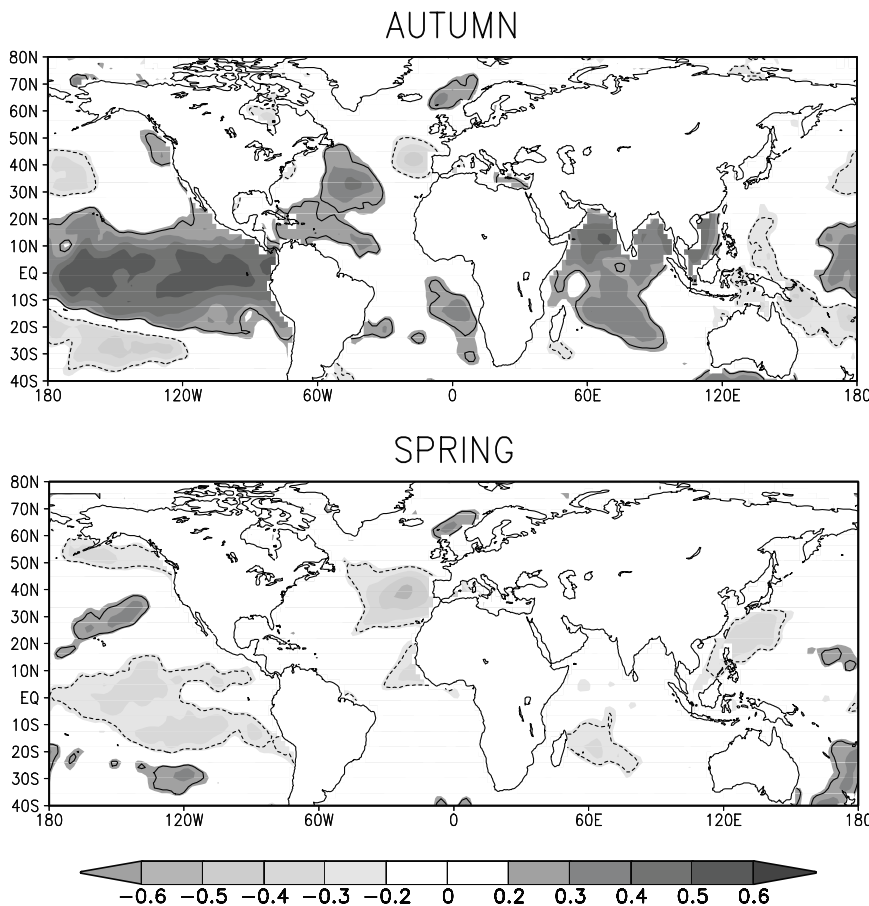 AUTUMN
80N
70N
60N
50N
40N
30N
20N
10N
EQ
10S
20S
30S
40S
180 120W 60W 0 60E 120E 180
SPRING
80N
70N
60N
50N
40N
30N
20N
10N
EQ
10S
20S
30S
40S
180 120W 60W 0 60E 120E 180
−0.6 −0.5 −0.4 −0.3 −0.2 0 0.2 0.3 0.4 0.5 0.6